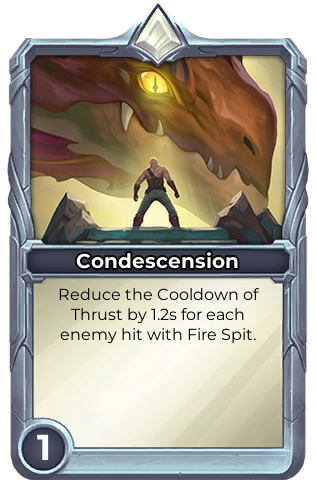 Condescension
Reduce the Cooldown of
Thrust by 1.2s for each
enemy hit with Fire Spit.
1